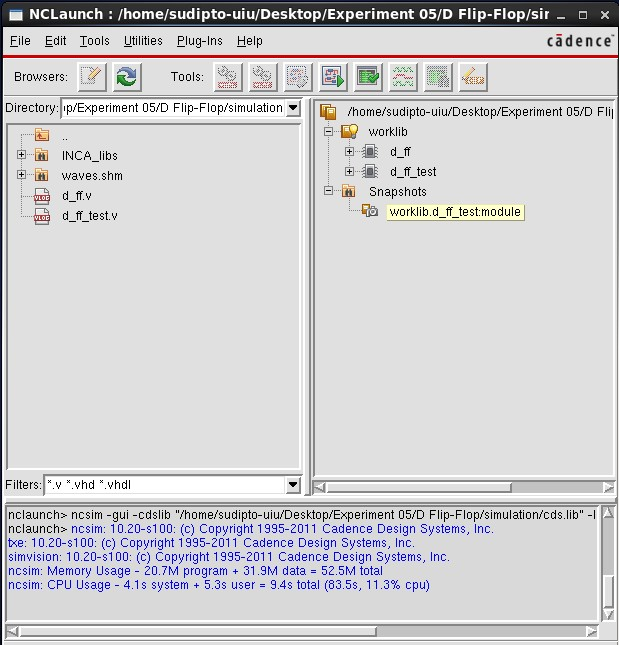 NCLaunch : /home/sudipto-uiu/Desktop/Experiment 05/D Flip-Flop/sir
File Edit Tools Utilities Plug-Ins Help
cādence
Browsers: Tools:
Directory: ıp/Experiment 05/D Flip-Flop/simulation
..
INCA_libs
waves.shm
d_ff.v
d_ff_test.v
Filters: *.v *.vhd *.vhdl
/home/sudipto-uiu/Desktop/Experiment 05/D Fli
worklib
d_ff
d_ff_test
Snapshots
worklib.d_ff_test:module
nclaunch> ncsim -gui -cdslib "/home/sudipto-uiu/Desktop/Experiment 05/D Flip-Flop/simulation/cds.lib" -l
nclaunch> ncsim: 10.20-s100: (c) Copyright 1995-2011 Cadence Design Systems, Inc.
txe: 10.20-s100: (c) Copyright 1995-2011 Cadence Design Systems, Inc.
simvision: 10.20-s100: (c) Copyright 1995-2011 Cadence Design Systems, Inc.
ncsim: Memory Usage - 20.7M program + 31.9M data = 52.5M total
ncsim: CPU Usage - 4.1s system + 5.3s user = 9.4s total (83.5s, 11.3% cpu)